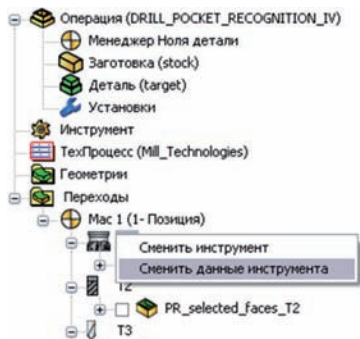 Операция (DRILL_POCKET_RECOGNITION_IV)
Менеджер Ноля детали
Заготовка (stock)
Деталь (target)
Установки
Инструмент
ТехПроцесс (Mill_Technologies)
Геометрии
Переходы
Mac 1 (1- Позиция)
Сменить инструмент
Сменить данные инструмента
T2
PR_selected_faces_T2
T3